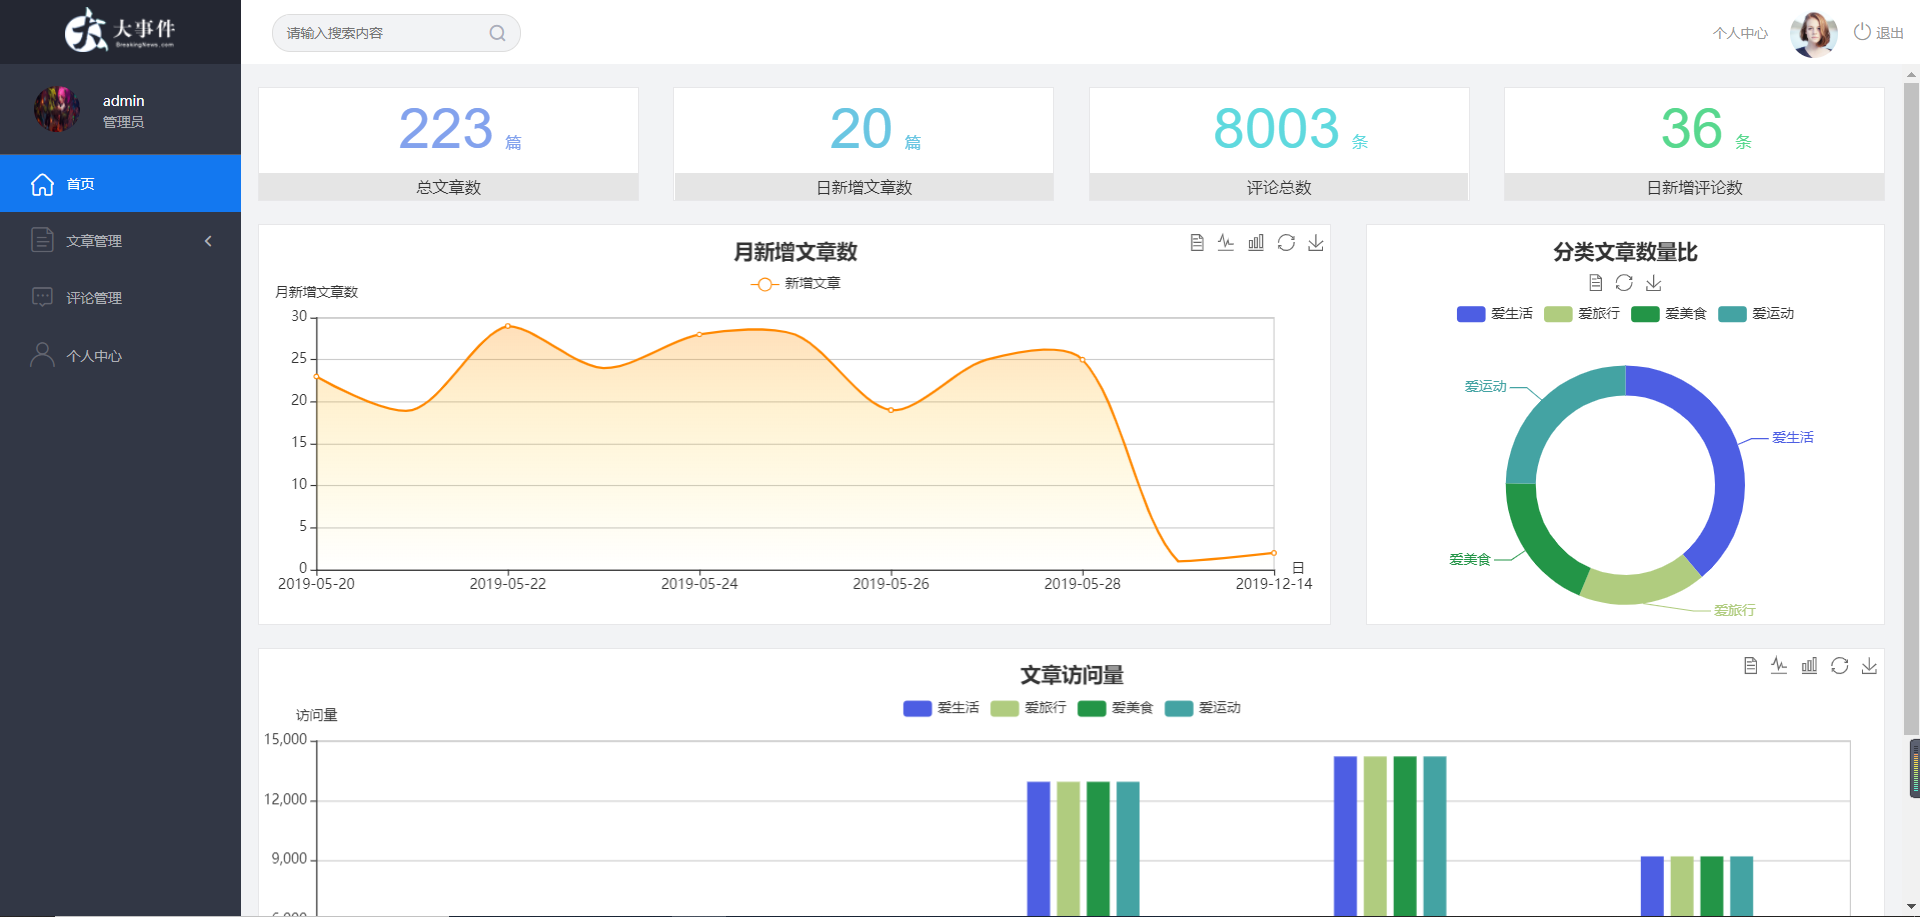 大事件
BreakingNews.com
请输入搜索内容
个人中心
退出
admin
管理员
首页
文章管理
评论管理
个人中心
223 篇
总文章数
20 篇
日新增文章数
8003 条
评论总数
36 条
日新增评论数
月新增文章数
新增文章
月新增文章数
30
25
20
15
10
5
0
日
2019-05-20
2019-05-22
2019-05-24
2019-05-26
2019-05-28
2019-12-14
分类文章数量比
爱生活
爱旅行
爱美食
爱运动
爱运动
爱生活
爱美食
爱旅行
文章访问量
爱生活
爱旅行
爱美食
爱运动
访问量
15,000
12,000
9,000
6,000